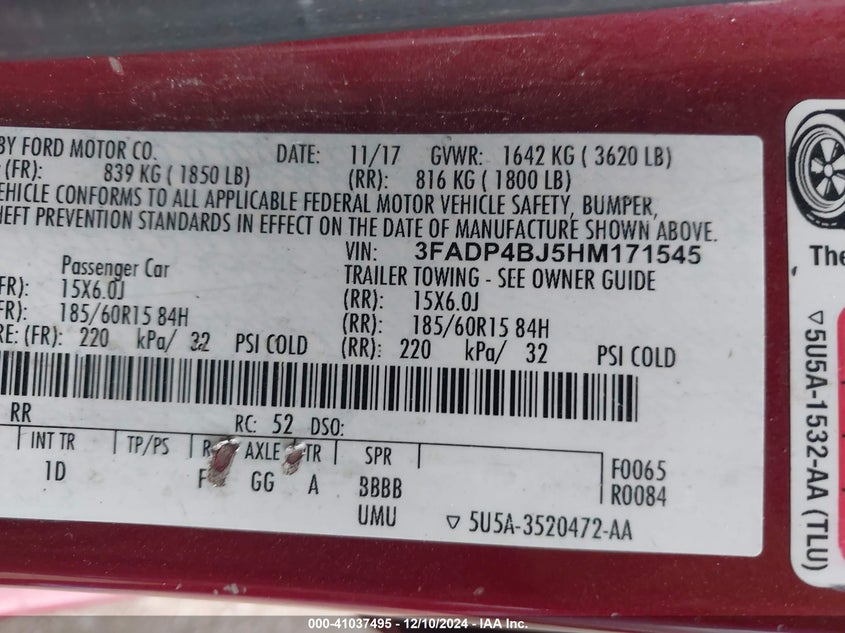 BY FORD MOTOR CO. DATE: 11/17 GVWR: 1642 KG ( 3620 LB)
(FR): 839 KG ( 1850 LB) (RR): 816 KG ( 1800 LB)
EHICLE CONFORMS TO ALL APPLICABLE FEDERAL MOTOR VEHICLE SAFETY, BUMPER,
HEFT PREVENTION STANDARDS IN EFFECT ON THE DATE OF MANUFACTURE SHOWN ABOVE.
VIN: 3FADP4BJ5HM171545
Passenger Car TRAILER TOWING - SEE OWNER GUIDE
FR): 15X6.0J (RR): 15X6.0J
FR): 185/60R15 84H (RR): 185/60R15 84H
RE: (FR): 220 kPa/ 32 PSI COLD (RR): 220 kPa/ 32 PSI COLD
RR RC: 52 DSO:
INT TR TP/PS R AXLE TR SPR F0065
1D F GG A BBBB R0084
UMU ▽ 5U5A-3520472-AA
The
▽5U5A-1532-AA (TLU)
000-41037495 - 12/10/2024 - IAA Inc.